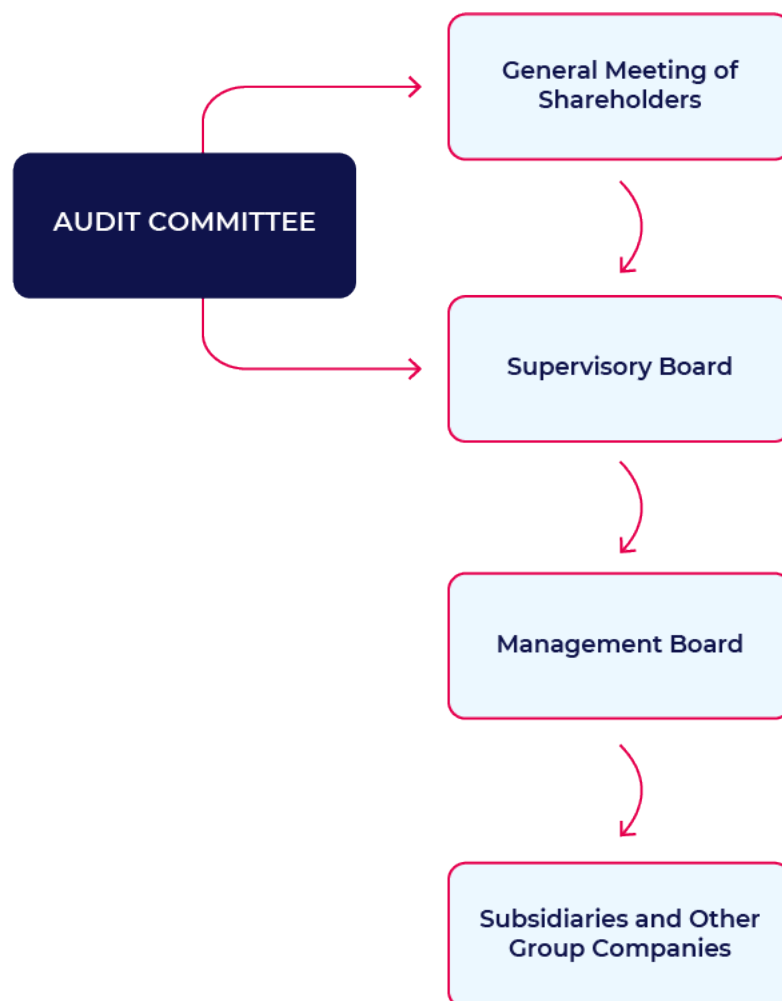 General Meeting of
Shareholders
AUDIT COMMITTEE
Supervisory Board
Management Board
Subsidiaries and Other
Group Companies